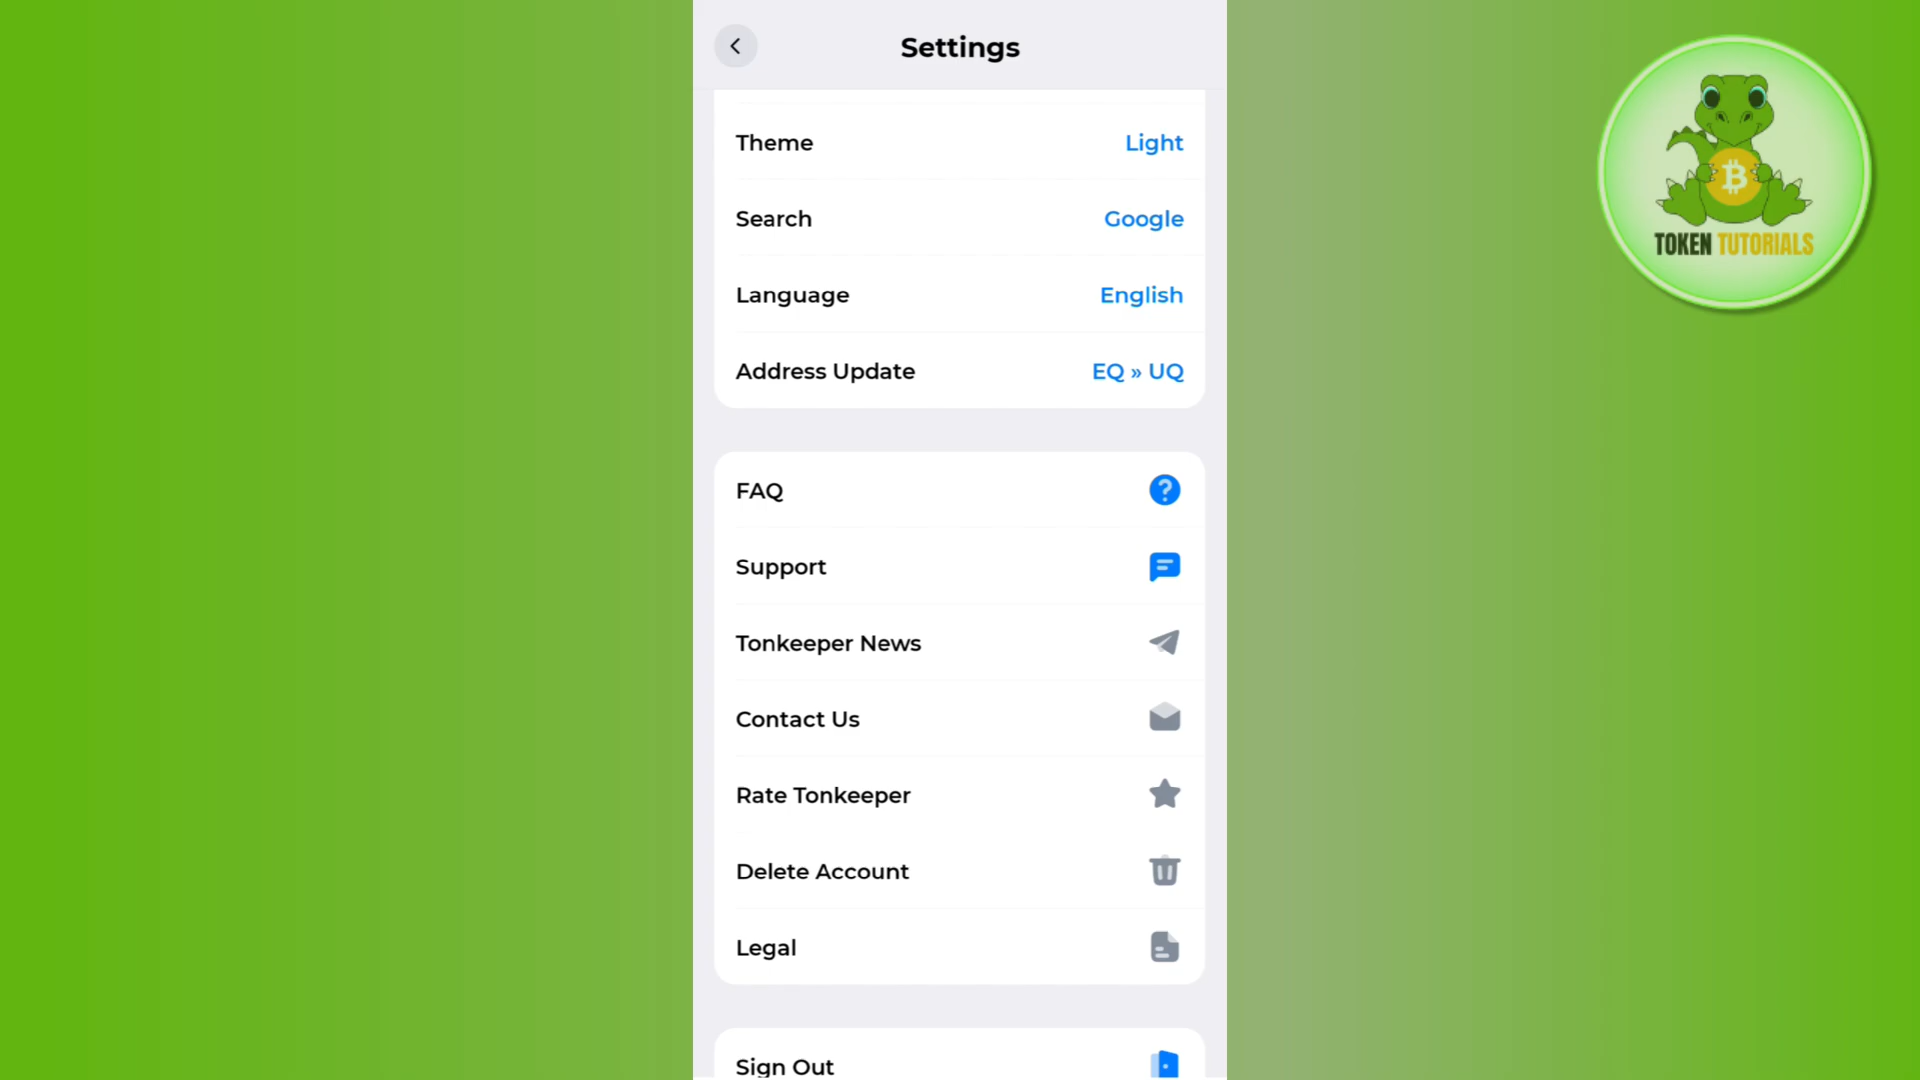 Settings
Theme
Light
Search
Google
Language
English
Address Update
EQ » UQ
FAQ
Support
Tonkeeper News
Contact Us
Rate Tonkeeper
Delete Account
Legal
Sign Out
TOKEN TUTORIALS